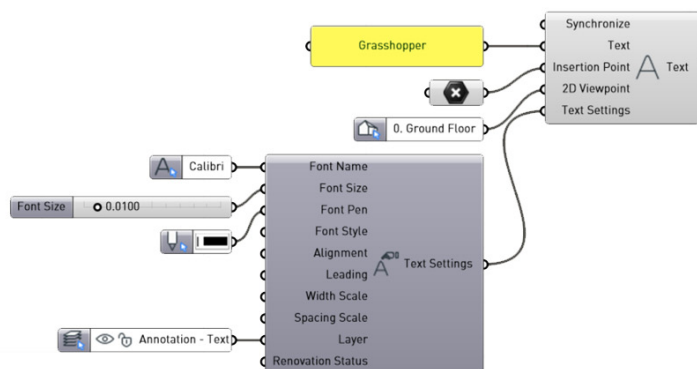 Synchronize
Grasshopper
Text
Text
Insertion Point
2D Viewpoint
0. Ground Floor
Text Settings
Calibri
Font Name
Font Size
Font Size
0.0100
Font Pen
Font Style
Alignment
Text Settings
Leading
Width Scale
Spacing Scale
Annotation - Text
Layer
Renovation Status